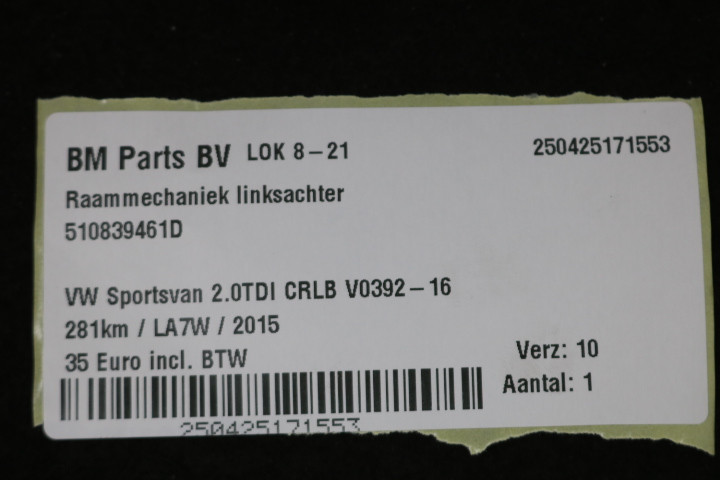 BM Parts BV LOK 8-21 250425171553
Raammechaniek linksachter
510839461D
VW Sportsvan 2.0TDI CRLB V0392-16
281km / LA7W / 2015
35 Euro incl. BTW
Verz: 10
Aantal: 1
250425171553